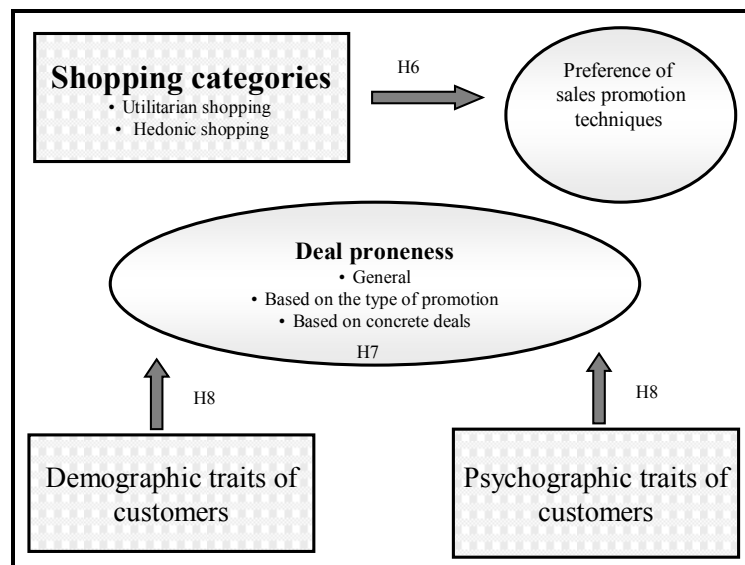 Shopping categories
• Utilitarian shopping
• Hedonic shopping
H6
Preference of
sales promotion
techniques
Deal proneness
• General
• Based on the type of promotion
• Based on concrete deals
H7
H8
H8
Demographic traits of
customers
Psychographic traits of
customers